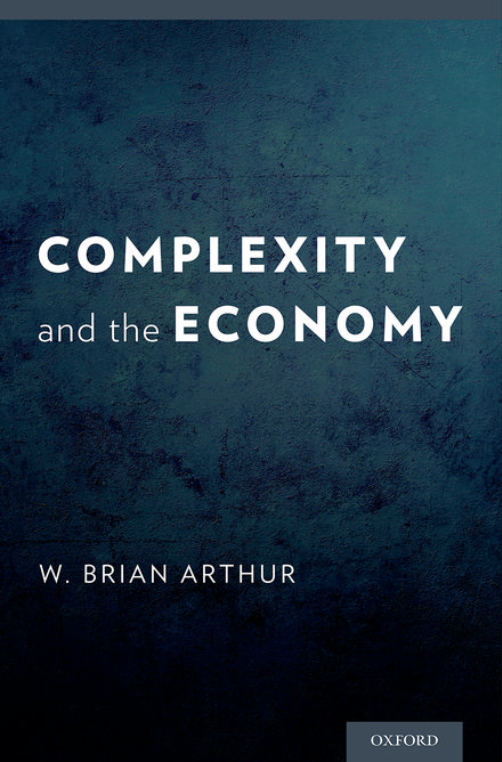 COMPLEXITY
and the ECONOMY
W. BRIAN ARTHUR
OXFORD